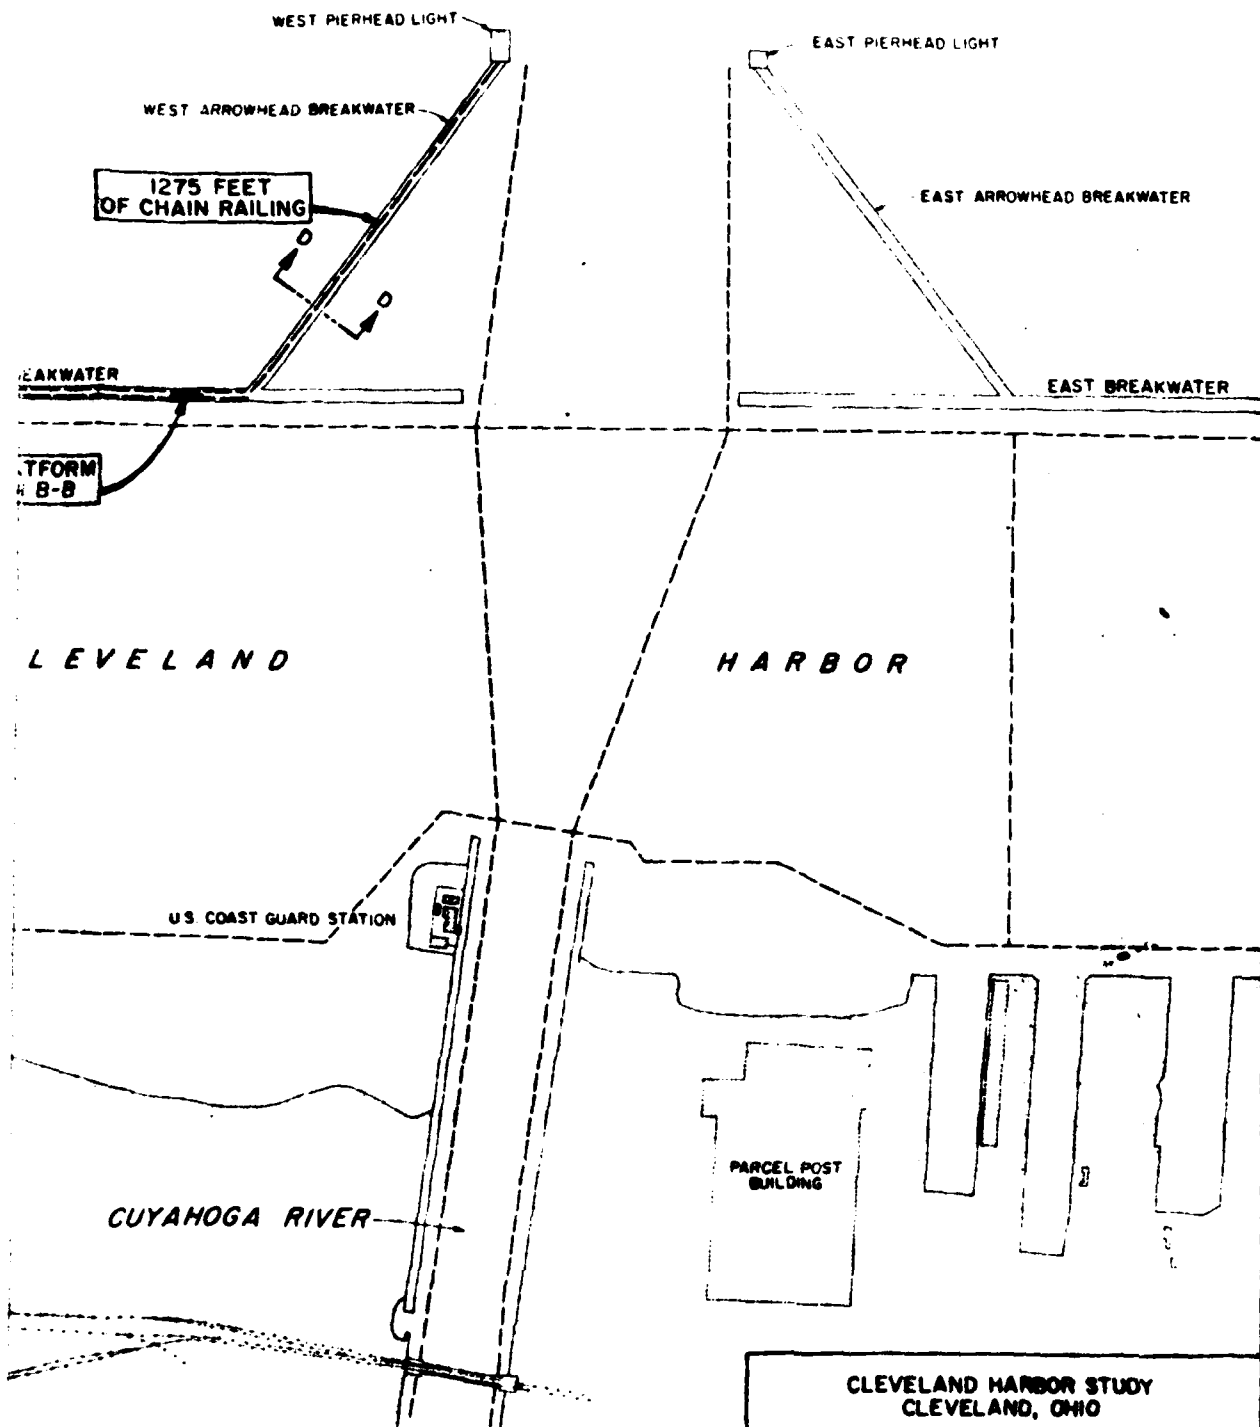 WEST PIERHEAD LIGHT
EAST PIERHEAD LIGHT
WEST ARROWHEAD BREAKWATER
1275 FEET
OF CHAIN RAILING
EAST ARROWHEAD BREAKWATER
D
D
EAKWATER
EAST BREAKWATER
TFORM
B-B
LEVELAND HARBOR
U.S. COAST GUARD STATION
PARCEL POST
BUILDING
CUYAHOGA RIVER
CLEVELAND HARBOR STUDY
CLEVELAND, OHIO